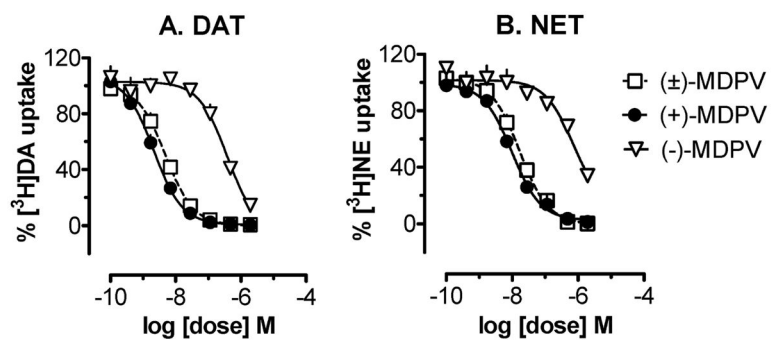 A. DAT
B. NET
% [³H]DA uptake
120
80
40
0
-10
-8
-6
-4
log [dose] M
% [³H]NE uptake
120
80
40
0
-10
-8
-6
-4
log [dose] M
(±)-MDPV
(+)-MDPV
(-)-MDPV